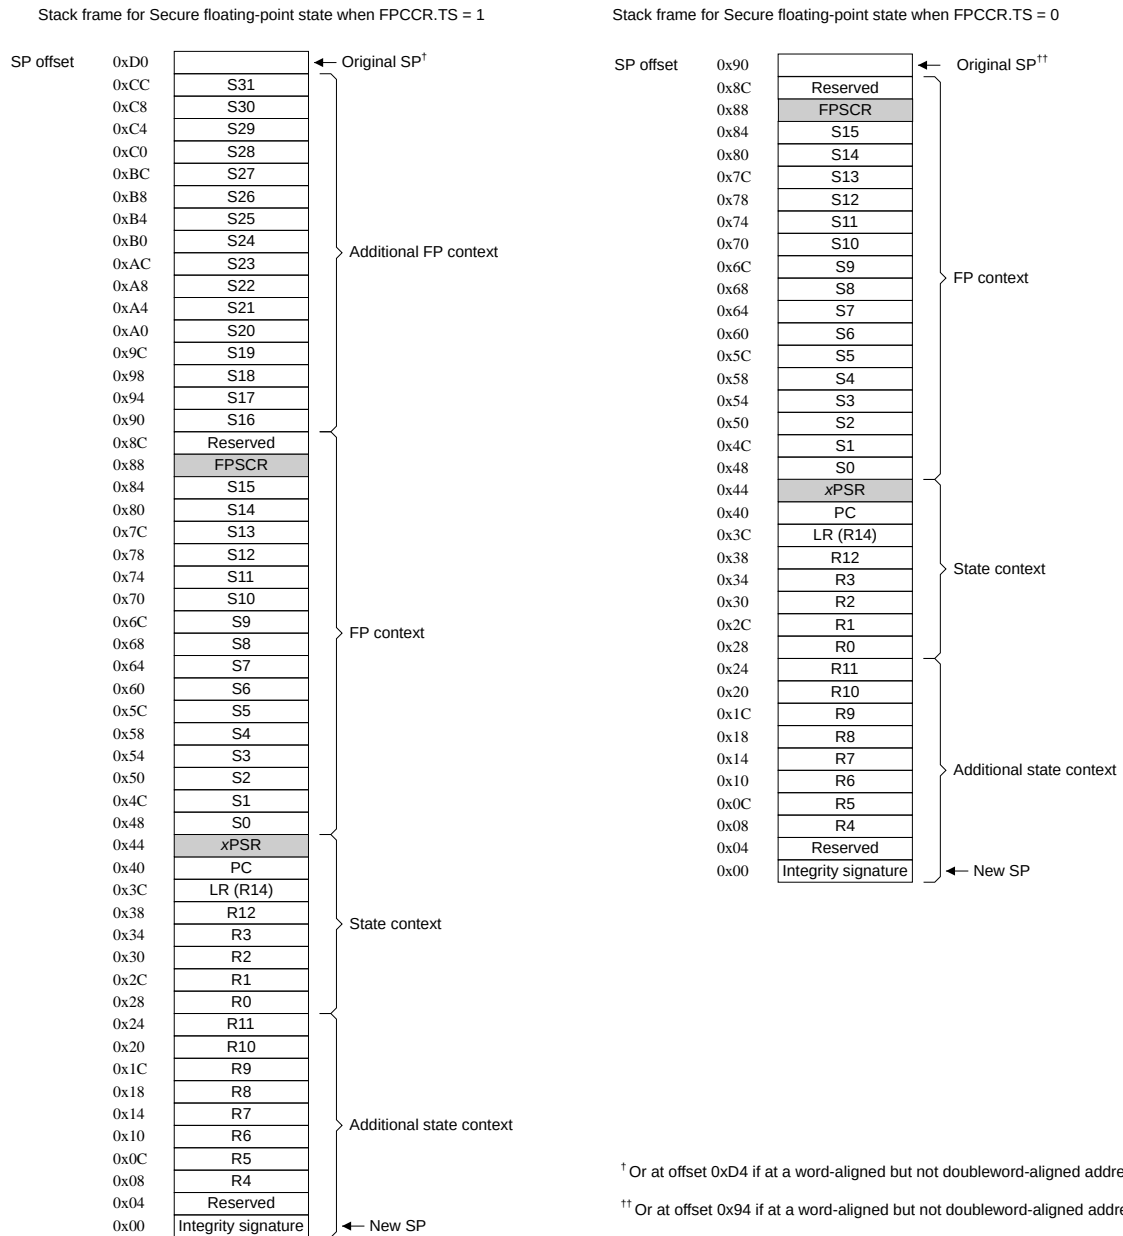 Stack frame for Secure floating-point state when FPCCR.TS = 1
SP offset 0xD0 Original SP†
0xCC S31
0xC8 S30
0xC4 S29
0xC0 S28
0xBC S27
0xB8 S26
0xB4 S25
0xB0 S24
Additional FP context
0xAC S23
0xA8 S22
0xA4 S21
0xA0 S20
0x9C S19
0x98 S18
0x94 S17
0x90 S16
0x8C Reserved
0x88 FPSCR
0x84 S15
0x80 S14
0x7C S13
0x78 S12
0x74 S11
0x70 S10
0x6C S9
FP context
0x68 S8
0x64 S7
0x60 S6
0x5C S5
0x58 S4
0x54 S3
0x50 S2
0x4C S1
0x48 S0
0x44 xPSR
0x40 PC
0x3C LR (R14)
0x38 R12
State context
0x34 R3
0x30 R2
0x2C R1
0x28 R0
0x24 R11
0x20 R10
0x1C R9
0x18 R8
0x14 R7
Additional state context
0x10 R6
0x0C R5
0x08 R4
0x04 Reserved
0x00 Integrity signature New SP
Stack frame for Secure floating-point state when FPCCR.TS = 0
SP offset 0x90 Original SP††
0x8C Reserved
0x88 FPSCR
0x84 S15
0x80 S14
0x7C S13
0x78 S12
0x74 S11
0x70 S10
0x6C S9
FP context
0x68 S8
0x64 S7
0x60 S6
0x5C S5
0x58 S4
0x54 S3
0x50 S2
0x4C S1
0x48 S0
0x44 xPSR
0x40 PC
0x3C LR (R14)
0x38 R12
State context
0x34 R3
0x30 R2
0x2C R1
0x28 R0
0x24 R11
0x20 R10
0x1C R9
0x18 R8
0x14 R7
Additional state context
0x10 R6
0x0C R5
0x08 R4
0x04 Reserved
0x00 Integrity signature New SP
† Or at offset 0xD4 if at a word-aligned but not doubleword-aligned
†† Or at offset 0x94 if at a word-aligned but not doubleword-aligned